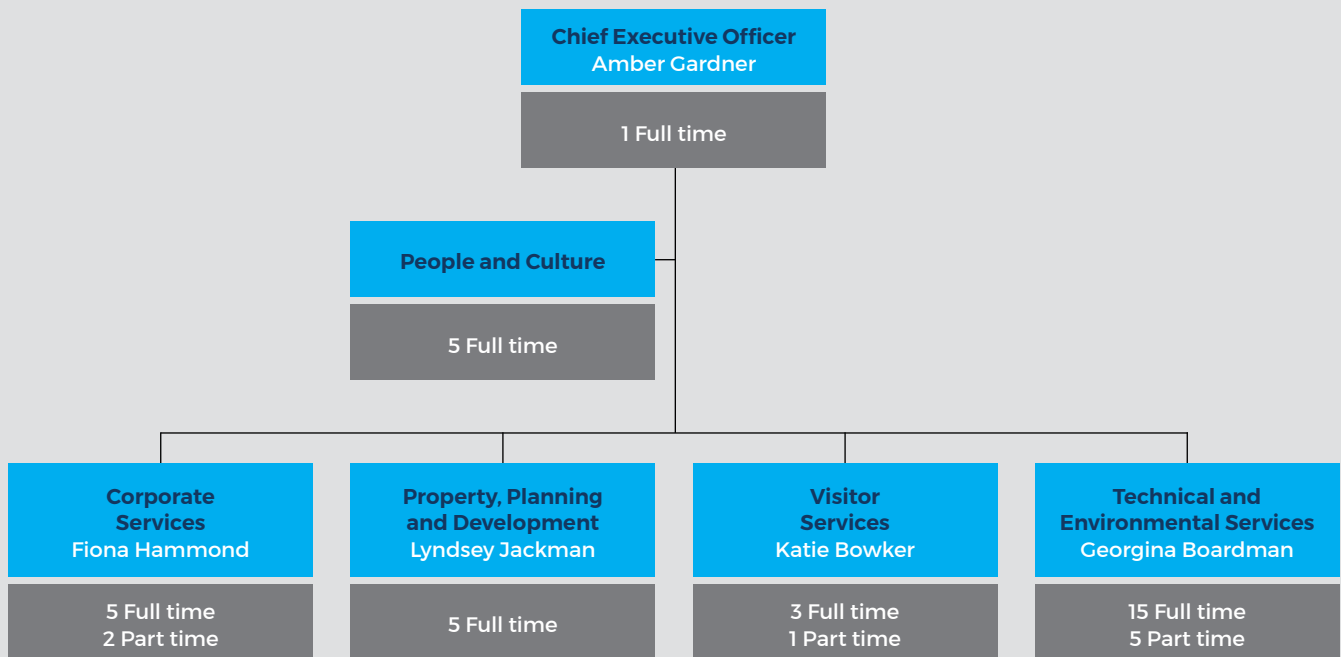 Chief Executive Officer
Amber Gardner
1 Full time
People and Culture
5 Full time
Corporate
Services
Fiona Hammond
5 Full time
2 Part time
Property, Planning
and Development
Lyndsey Jackman
5 Full time
Visitor
Services
Katie Bowker
3 Full time
1 Part time
Technical and
Environmental Services
Georgina Boardman
15 Full time
5 Part time